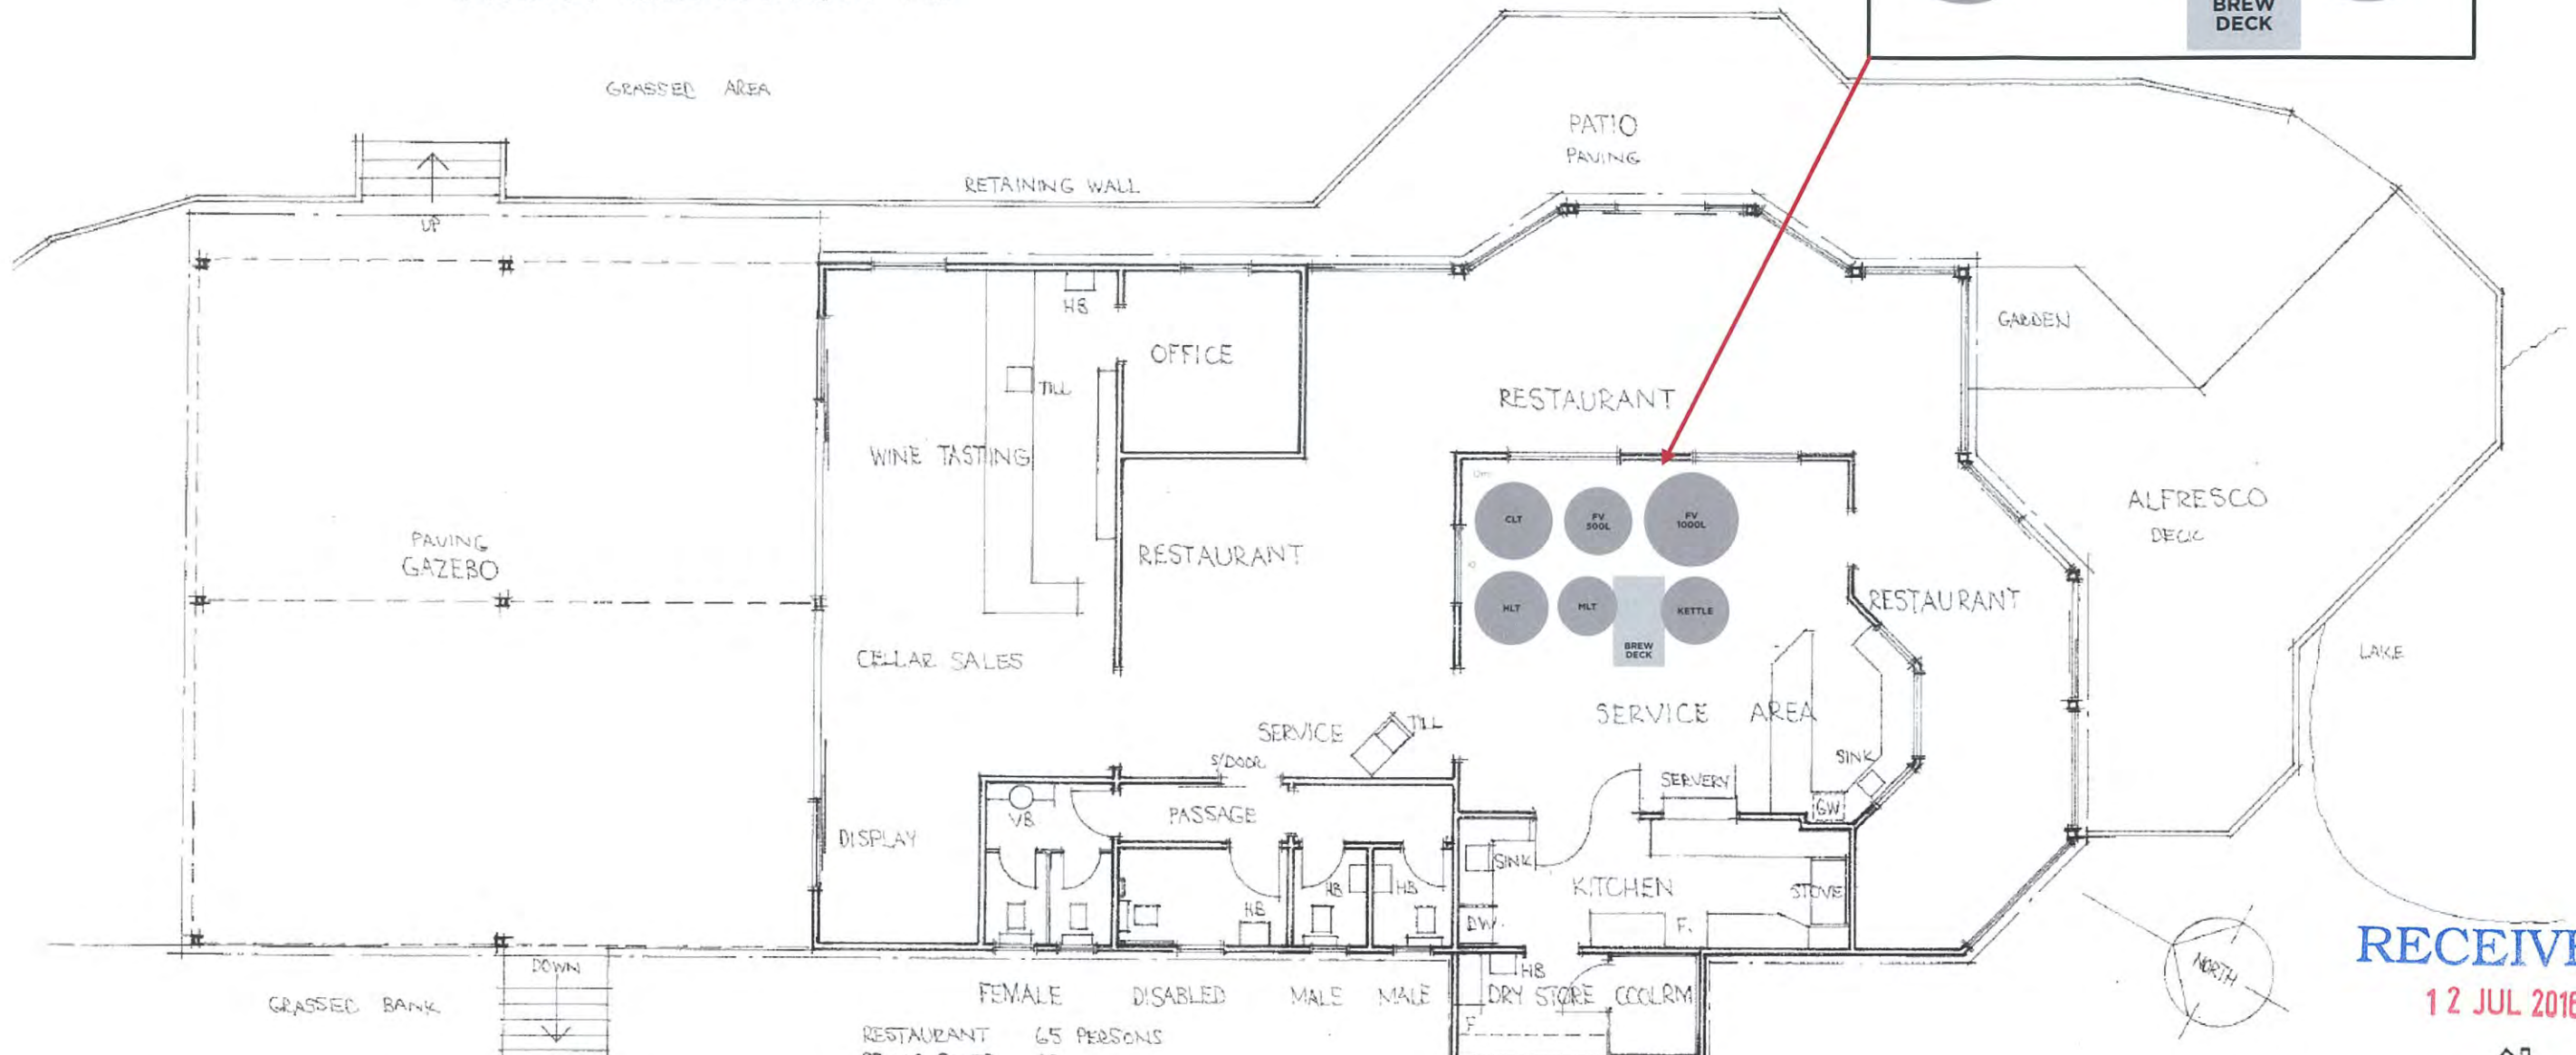 BREW
DECK
GRASSED AREA
PATIO
PAVING
RETAINING WALL
UP
HB
GARDEN
OFFICE
TILL
RESTAURANT
WINE TASTING
CLT
FV
500L
FV
1000L
ALFRESCO
DECK
PAVING
GAZEBO
RESTAURANT
HLT
MLT
KETTLE
RESTAURANT
BREW
DECK
CELLAR SALES
LAKE
SERVICE
TILL
SERVICE AREA
S/DOOR
SINK
SERVERY
GW
VB
PASSAGE
DISPLAY
SINK
KITCHEN
STOVE
HB
HB
HB
DW.
F.
DOWN
HB
NORTH
RECEIVE
12 JUL 2016
GRASSED BANK
FEMALE
DISABLED
MALE
MALE
DRY STORE
COOLRM
F
RESTAURANT 65 PERSONS